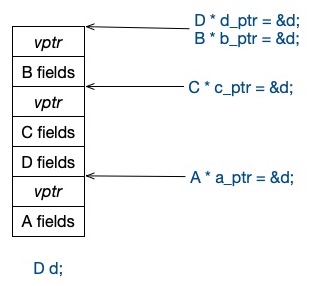 D * d_ptr = &d;
B * b_ptr = &d;
vptr
B fields
vptr
C * c_ptr = &d;
C fields
D fields
vptr
A * a_ptr = &d;
A fields
D d;